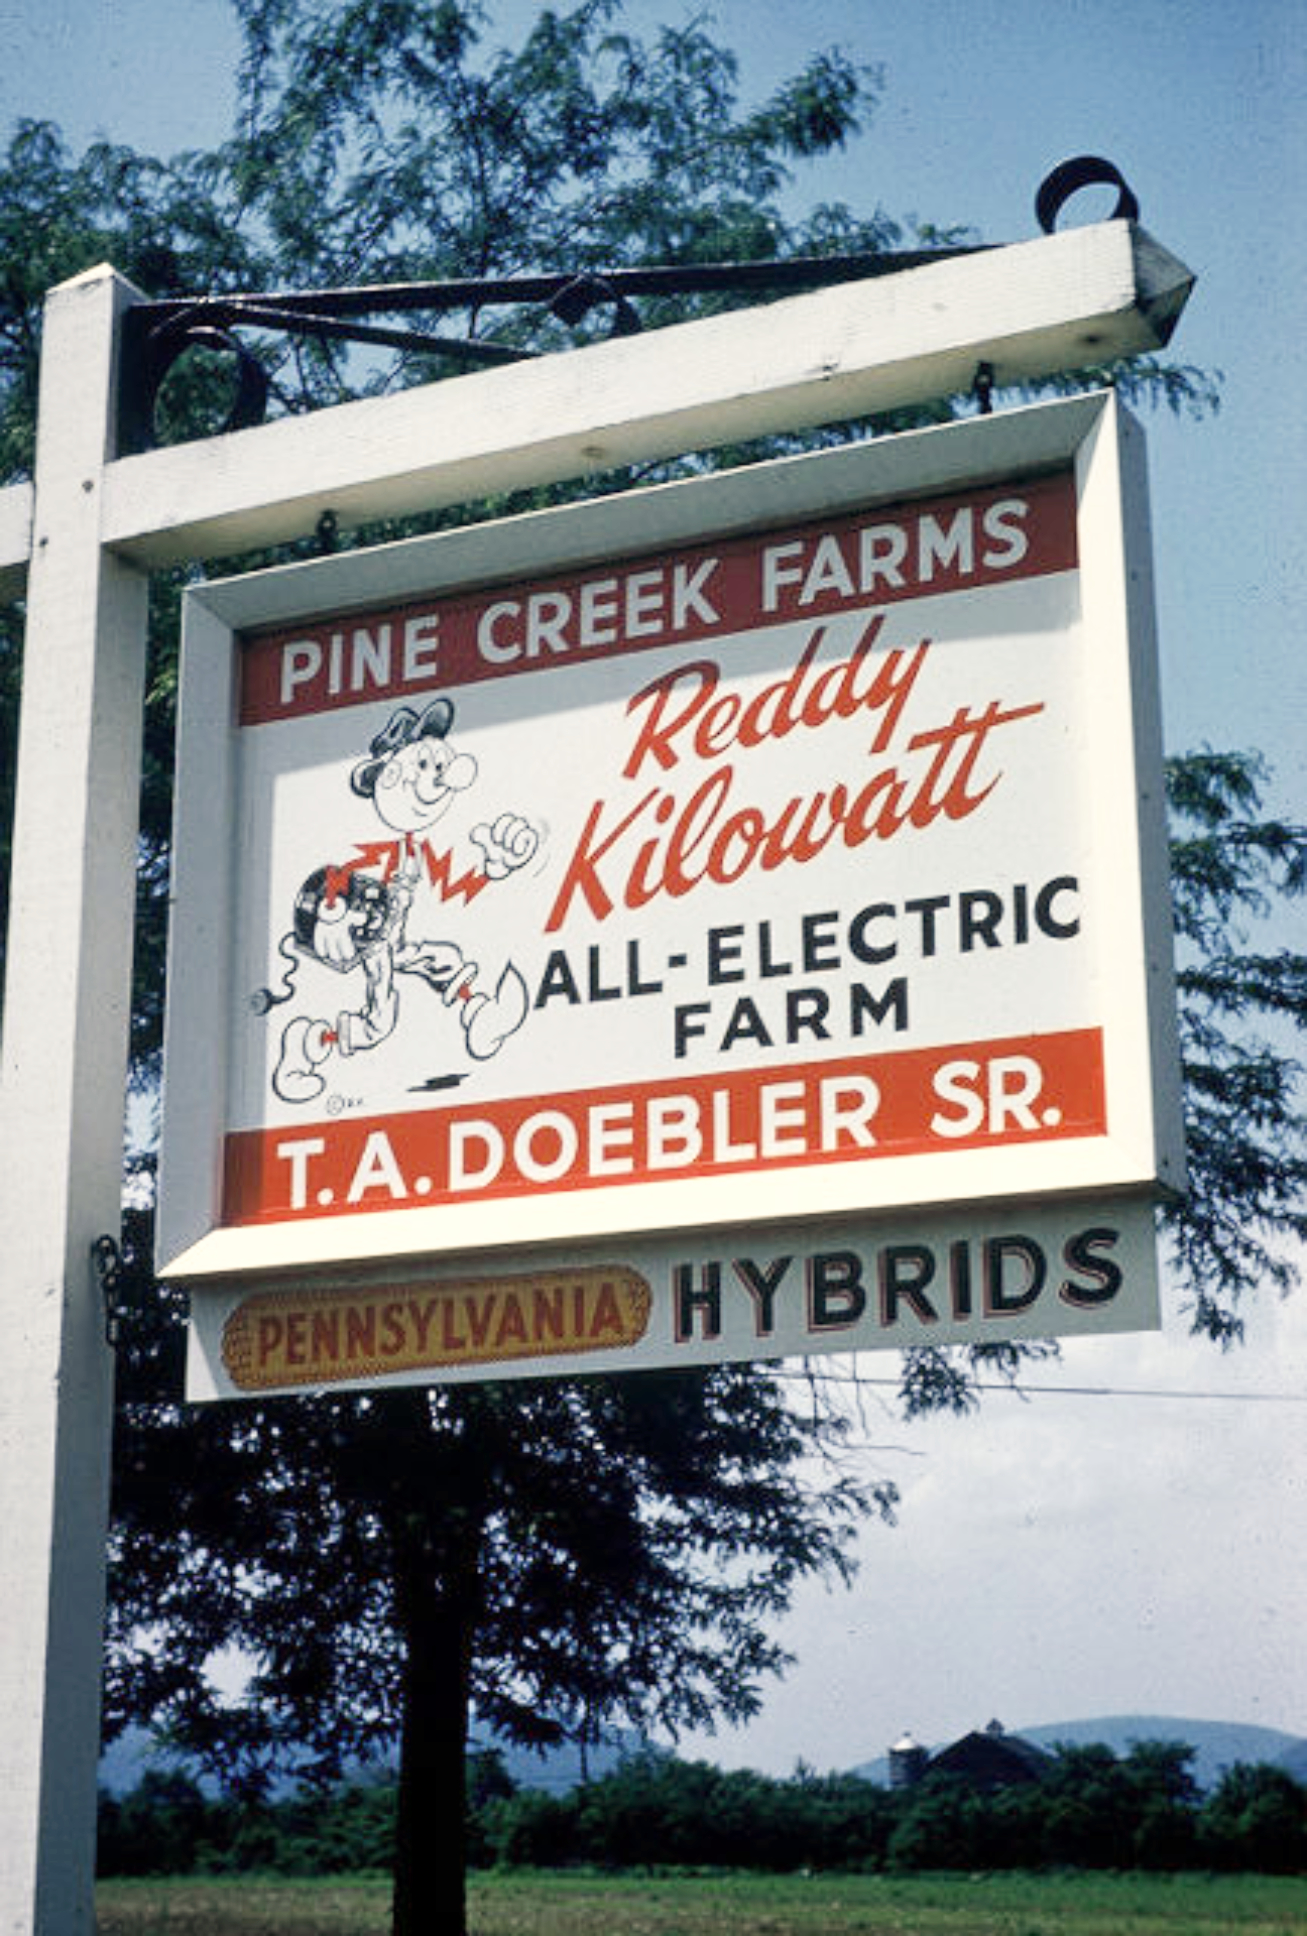 PINE CREEK FARMS
Reddy
Kilowatt
ALL-ELECTRIC
FARM
T. A. DOEBLER SR.
PENNSYLVANIA HYBRIDS